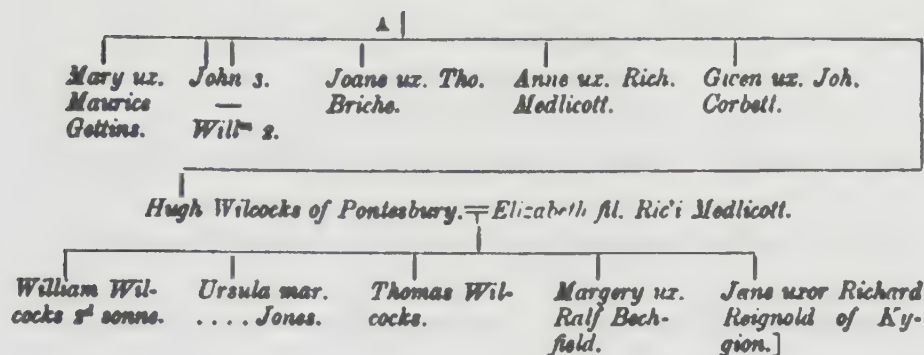 A
Mary ux. Maurice Gettins.
John 3.
Will^m 2.
Joane ux. Tho. Briche.
Anne ux. Rich. Medlicott.
Gwen ux. Joh. Corbett.
Hugh Wilcocks of Pontesbury. = Elizabeth fil. Ric'i Medlicott.
William Wilcocks 2^d sonne.
Ursula mar. .... Jones.
Thomas Wilcocks.
Margery ux. Ralf Bechfield.
Jane uxor Richard Reignold of Kygion.]